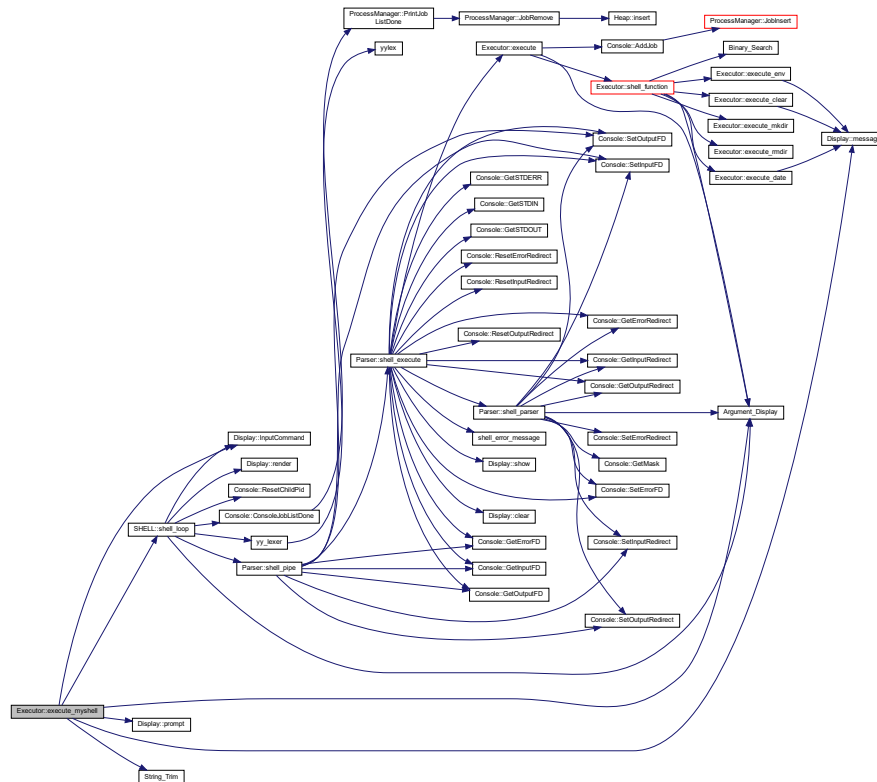 ProcessManager::PrintJob
ListDone
ProcessManager::JobRemove
Heap::insert
ProcessManager::JobInsert
yylex
Executor::execute
Console::AddJob
Binary_Search
Executor::shell_function
Executor::execute_env
Executor::execute_clear
Executor::execute_mkdir
Display::message
Executor::execute_rmdir
Executor::execute_date
Console::SetOutputFD
Console::SetInputFD
Console::GetSTDERR
Console::GetSTDIN
Console::GetSTDOUT
Console::ResetErrorRedirect
Console::ResetInputRedirect
Console::GetErrorRedirect
Console::ResetOutputRedirect
Parser::shell_execute
Console::GetInputRedirect
Console::GetOutputRedirect
Parser::shell_parser
Argument_Display
Display::InputCommand
shell_error_message
Console::SetErrorRedirect
Display::render
Display::show
Console::GetMask
Console::ResetChildPid
Console::SetErrorFD
Console::ConsoleJobListDone
Display::clear
SHELL::shell_loop
yy_lexer
Console::GetErrorFD
Console::SetInputRedirect
Parser::shell_pipe
Console::GetInputFD
Console::GetOutputFD
Console::SetOutputRedirect
Executor::execute_myshell
Display::prompt
String_Trim